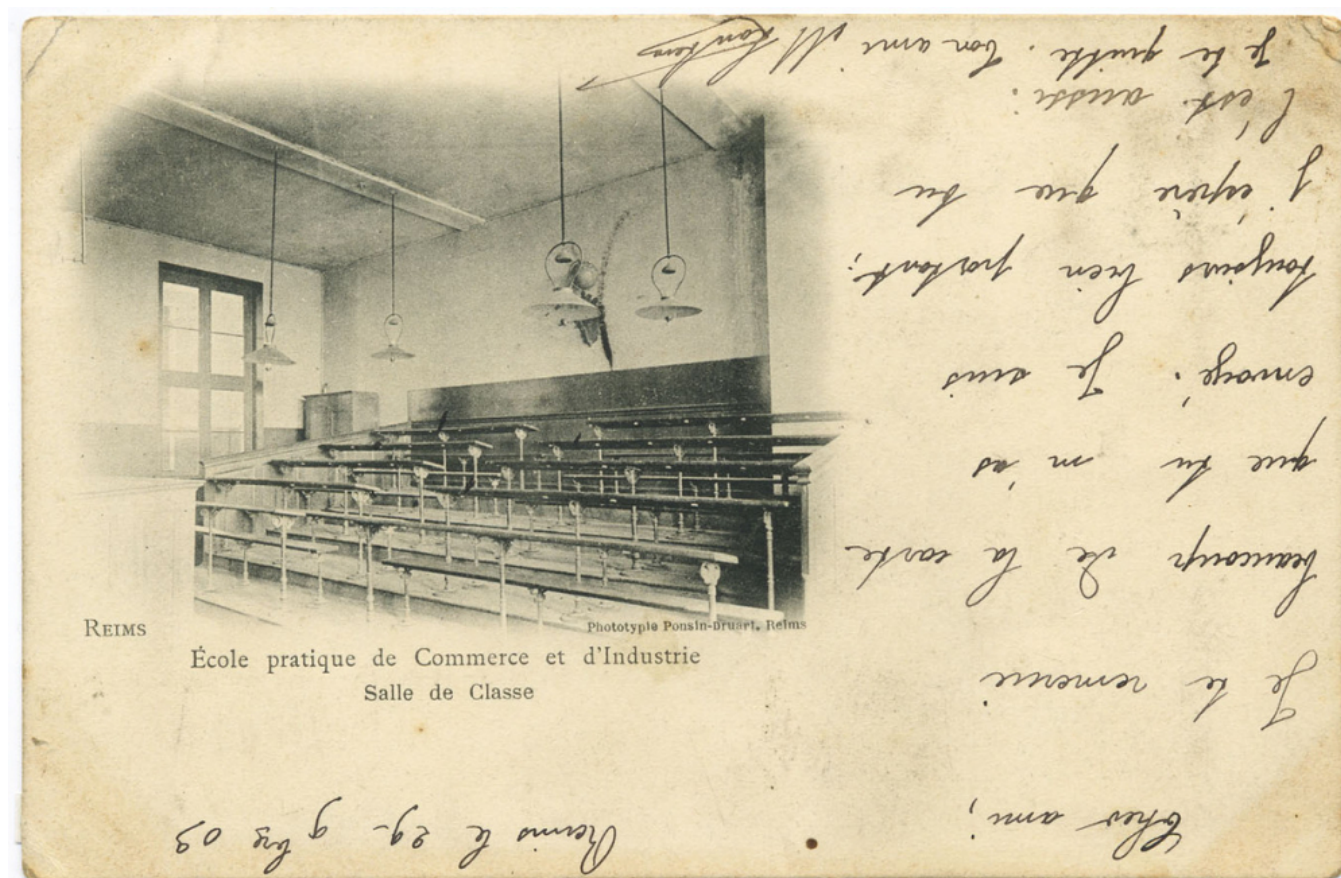 REIMS
Phototypie Ponsin-Druart, Reims
École pratique de Commerce et d'Industrie
Salle de Classe
Reims le 29 9bre
Cher ami,
Je te remercie
beaucoup de la carte
que tu m'as
envoyé. Je suis
toujours bien portant;
j'espère que tu
l'est aussi.
Je te quitte. Ton ami